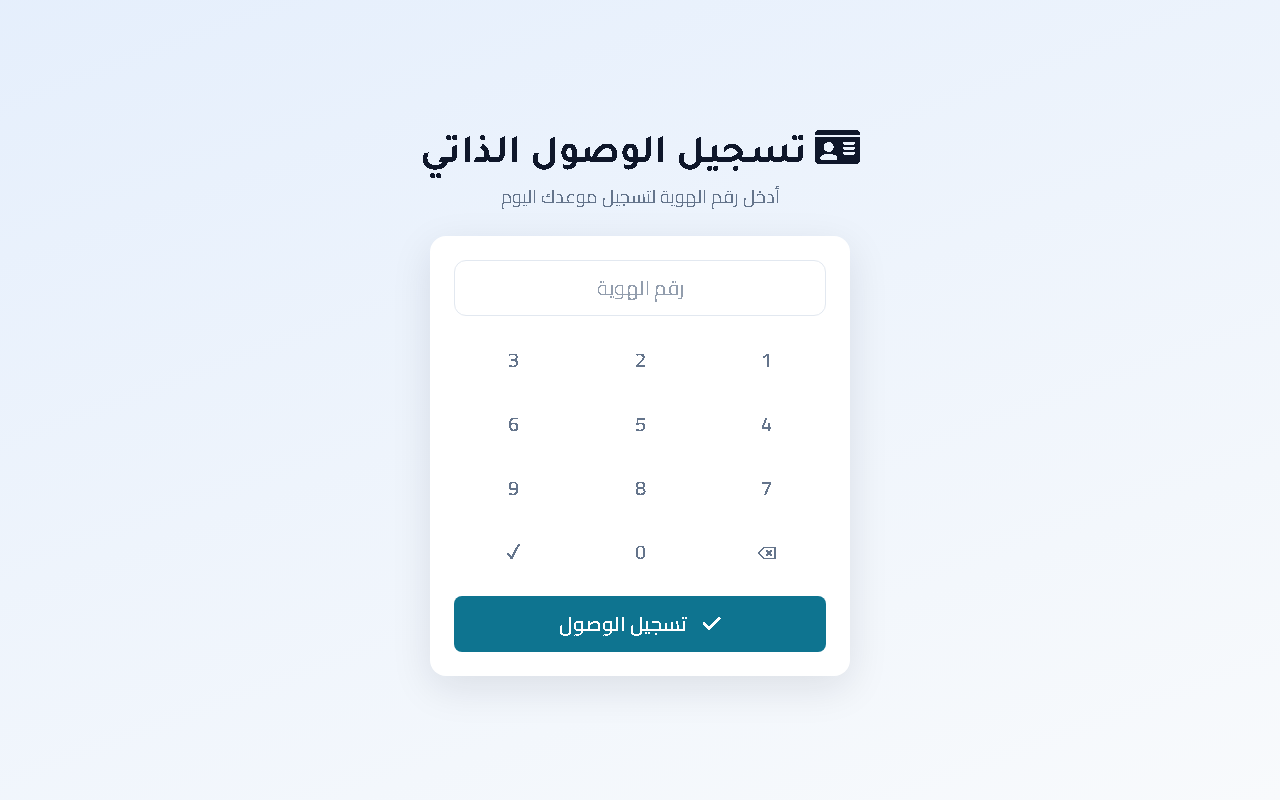 تسجيل الوصول الذاتي
أدخل رقم الهوية لتسجيل موعدك اليوم
رقم الهوية
1 2 3
4 5 6
7 8 9
0
تسجيل الوصول